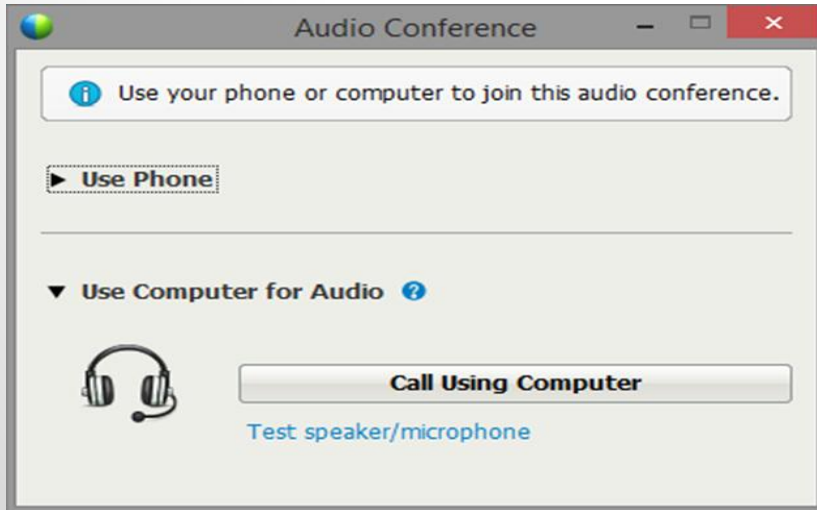 Audio Conference
Use your phone or computer to join this audio conference.
Use Phone
Use Computer for Audio
Call Using Computer
Test speaker/microphone